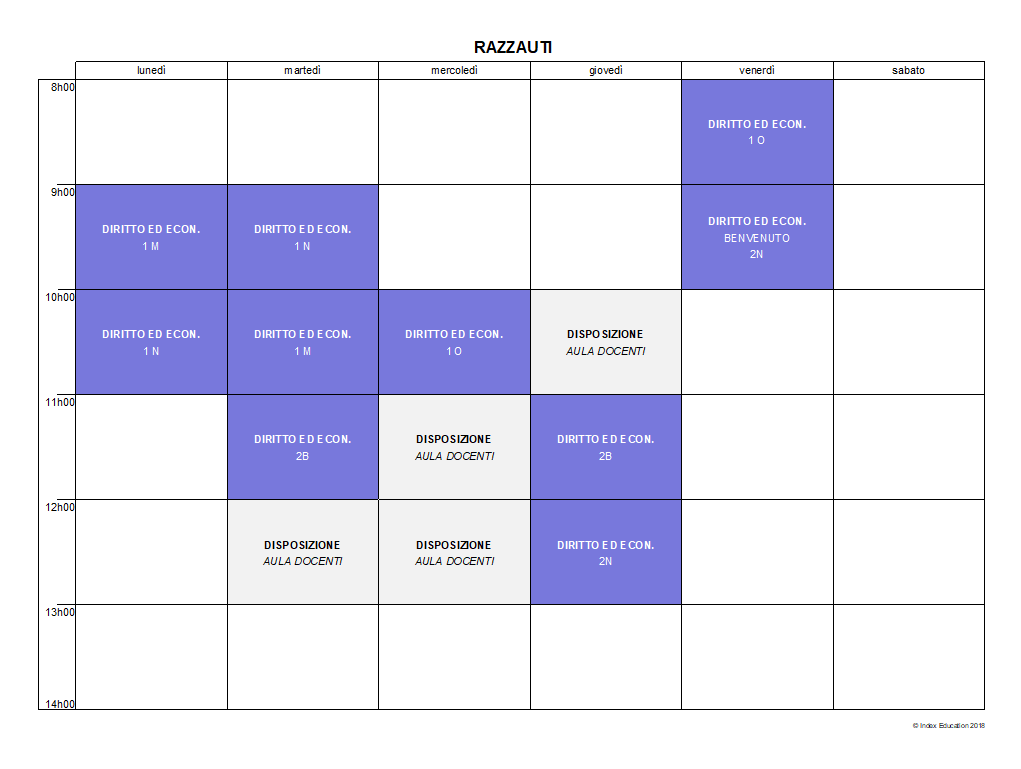 RAZZAUTI
lunedì martedì mercoledì giovedì venerdì sabato
8h00
DIRITTO ED ECON.
1 O
9h00
DIRITTO ED ECON. DIRITTO ED ECON. DIRITTO ED ECON.
1 M 1 N BENVENUTO
2N
10h00
DIRITTO ED ECON. DIRITTO ED ECON. DIRITTO ED ECON. DISPOSIZIONE
1 N 1 M 1 O AULA DOCENTI
11h00
DIRITTO ED ECON. DISPOSIZIONE DIRITTO ED ECON.
2B AULA DOCENTI 2B
12h00
DISPOSIZIONE DISPOSIZIONE DIRITTO ED ECON.
AULA DOCENTI AULA DOCENTI 2N
13h00
14h00
© Index Education 2018